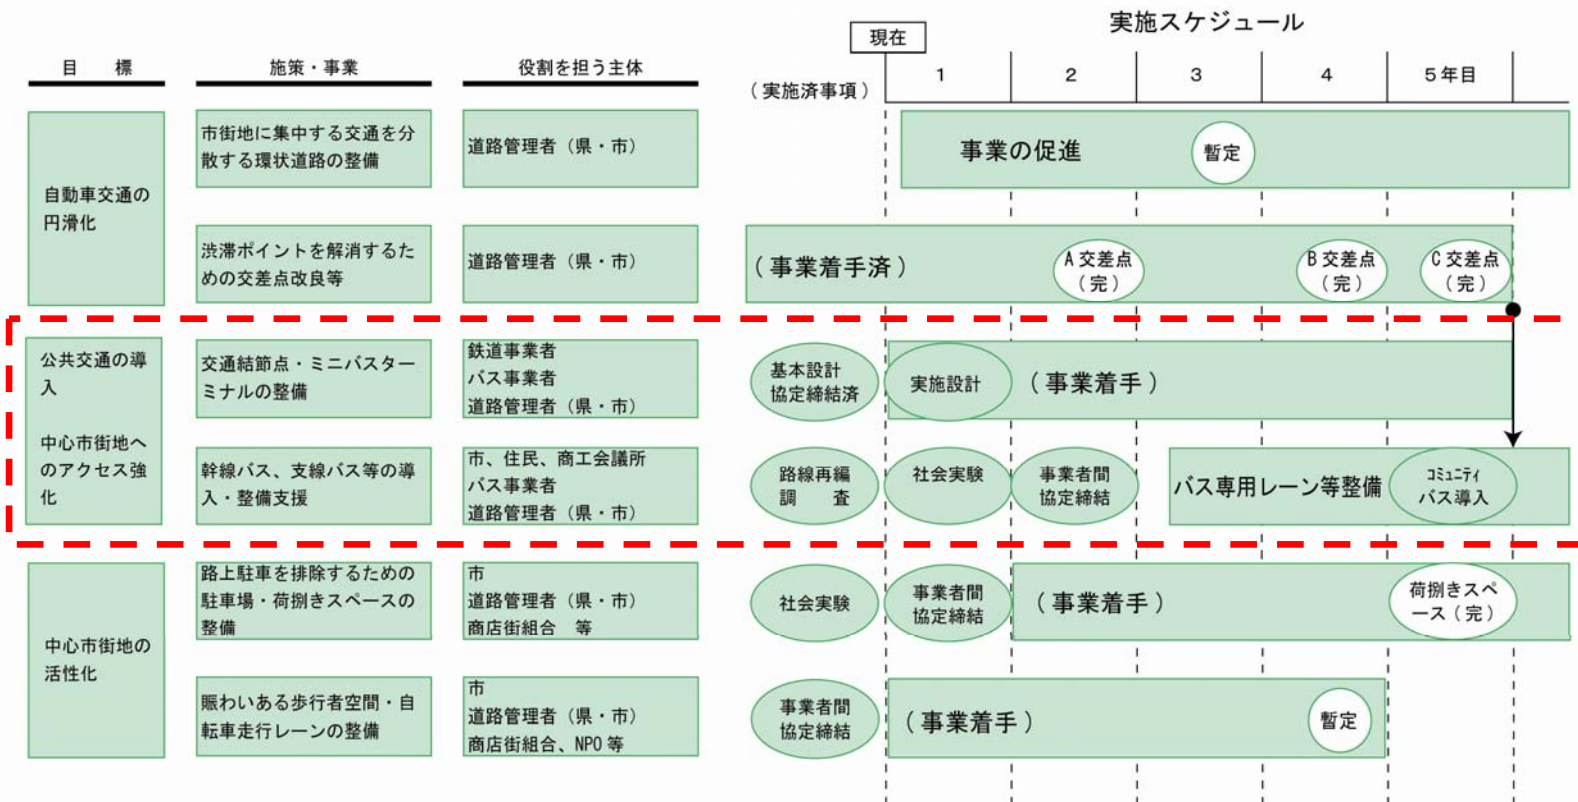 実施スケジュール
現在
目　標
施策・事業
役割を担う主体
（実施済事項）
1
2
3
4
5年目
自動車交通の
円滑化
市街地に集中する交通を分
散する環状道路の整備
道路管理者（県・市）
事業の促進
暫定
渋滞ポイントを解消するた
めの交差点改良等
道路管理者（県・市）
（事業着手済）
A交差点
（完）
B交差点
（完）
C交差点
（完）
公共交通の導
入
中心市街地へ
のアクセス強
化
交通結節点・ミニバスター
ミナルの整備
鉄道事業者
バス事業者
道路管理者（県・市）
基本設計
協定締結済
実施設計
（事業着手）
幹線バス、支線バス等の導
入・整備支援
市、住民、商工会議所
バス事業者
道路管理者（県・市）
路線再編
調　査
社会実験
事業者間
協定締結
バス専用レーン等整備
ｺﾐｭﾆﾃｨ
バス導入
中心市街地の
活性化
路上駐車を排除するための
駐車場・荷捌きスペースの
整備
市
道路管理者（県・市）
商店街組合　等
社会実験
事業者間
協定締結
（事業着手）
荷捌きスペ
ース（完）
賑わいある歩行者空間・自
転車走行レーンの整備
市
道路管理者（県・市）
商店街組合、NPO等
事業者間
協定締結
（事業着手）
暫定